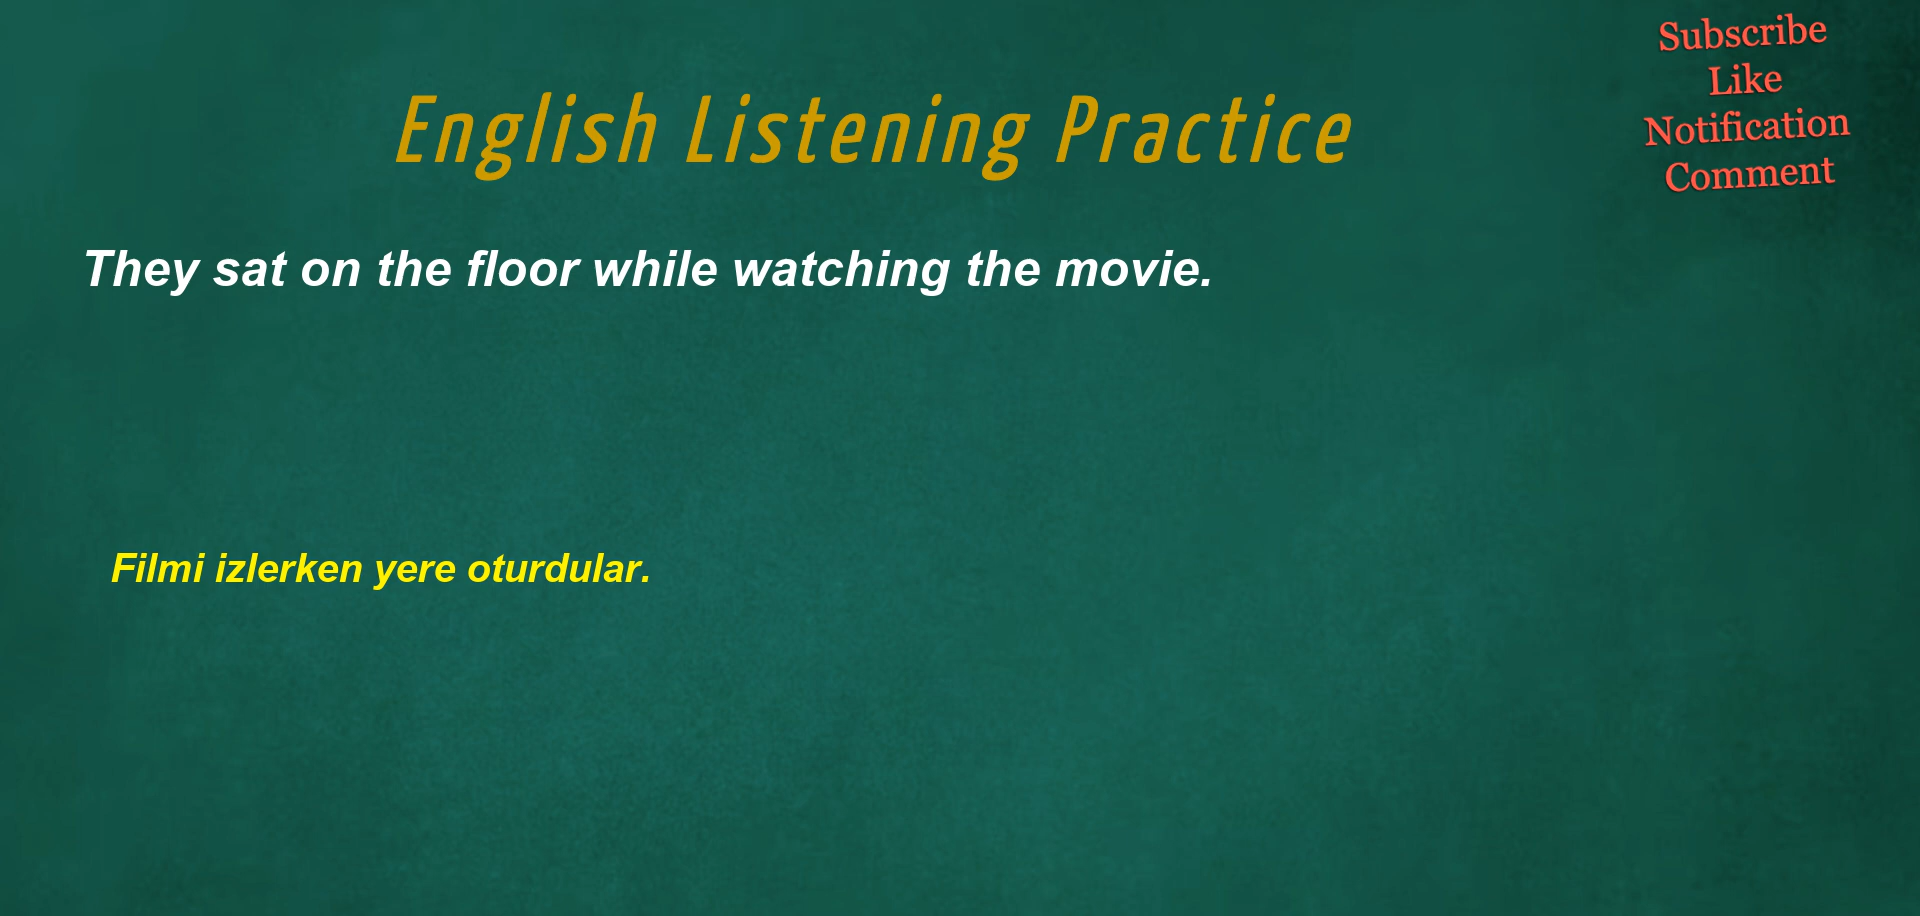 English Listening Practice
Subscribe
Like
Notification
Comment
They sat on the floor while watching the movie.
Filmi izlerken yere oturdular.